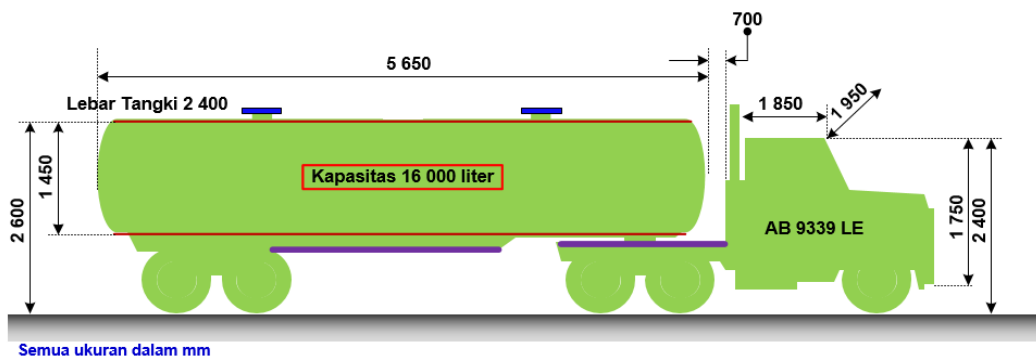 700
5 650
Lebar Tangki 2 400
1 850
1 950
1 450
2 600
Kapasitas 16 000 liter
AB 9339 LE
1 750
2 400
Semua ukuran dalam mm